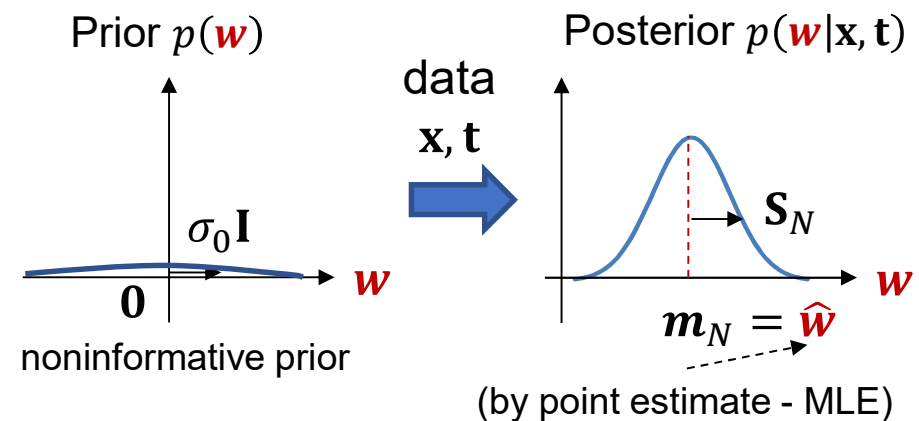 Prior p(w)
σ₀I
0
w
noninformative prior
data
x, t
Posterior p(w|x, t)
S_N
w
m_N = ŵ
(by point estimate - MLE)